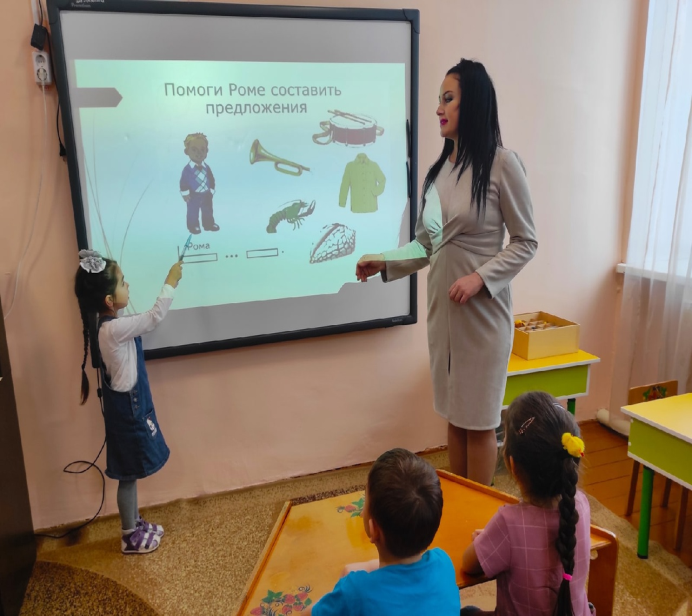 Помоги Роме составить
предложения
Рома